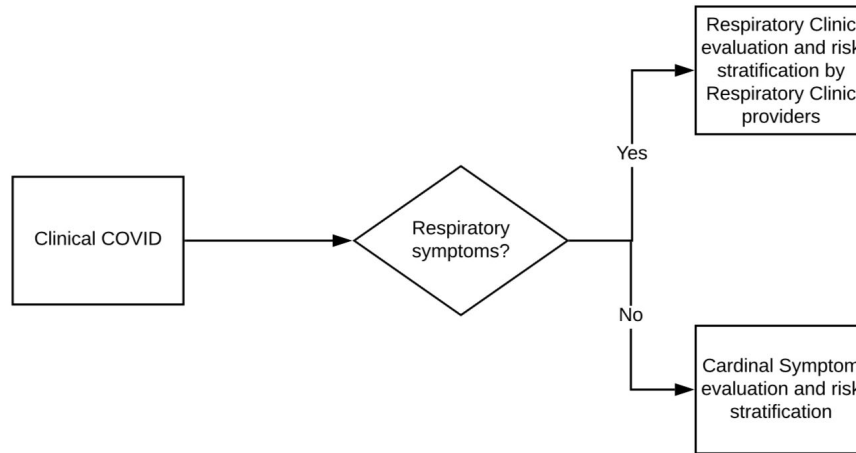 Clinical COVID
Respiratory
symptoms?
Yes
No
Respiratory Clinic
evaluation and risk
stratification by
Respiratory Clinic
providers
Cardinal Symptom
evaluation and risk
stratification